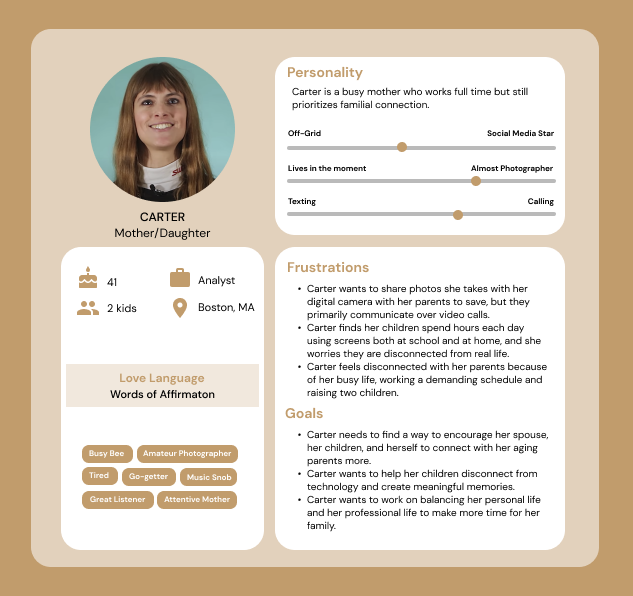 CARTER
Mother/Daughter
41
Analyst
2 kids
Boston, MA
Love Language
Words of Affirmaton
Busy Bee
Amateur Photographer
Tired
Go-getter
Music Snob
Great Listener
Attentive Mother
Personality
Carter is a busy mother who works full time but still
prioritizes familial connection.
Off-Grid
Social Media Star
Lives in the moment
Almost Photographer
Texting
Calling
Frustrations
• Carter wants to share photos she takes with her
digital camera with her parents to save, but they
primarily communicate over video calls.
• Carter finds her children spend hours each day
using screens both at school and at home, and she
worries they are disconnected from real life.
• Carter feels disconnected with her parents because
of her busy life, working a demanding schedule and
raising two children.
Goals
• Carter needs to find a way to encourage her spouse,
her children, and herself to connect with her aging
parents more.
• Carter wants to help her children disconnect from
technology and create meaningful memories.
• Carter wants to work on balancing her personal life
and her professional life to make more time for her
family.